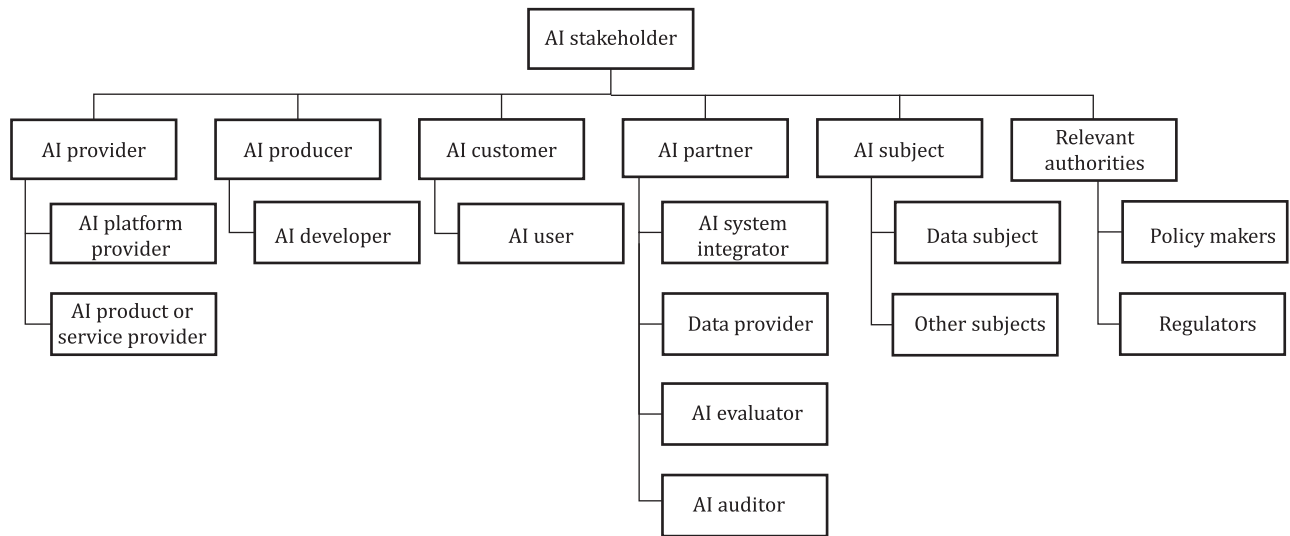 AI stakeholder
AI provider
AI producer
AI customer
AI partner
AI subject
Relevant
authorities
AI platform
provider
AI developer
AI user
AI system
integrator
Data subject
Policy makers
AI product or
service provider
Data provider
Other subjects
Regulators
AI evaluator
AI auditor